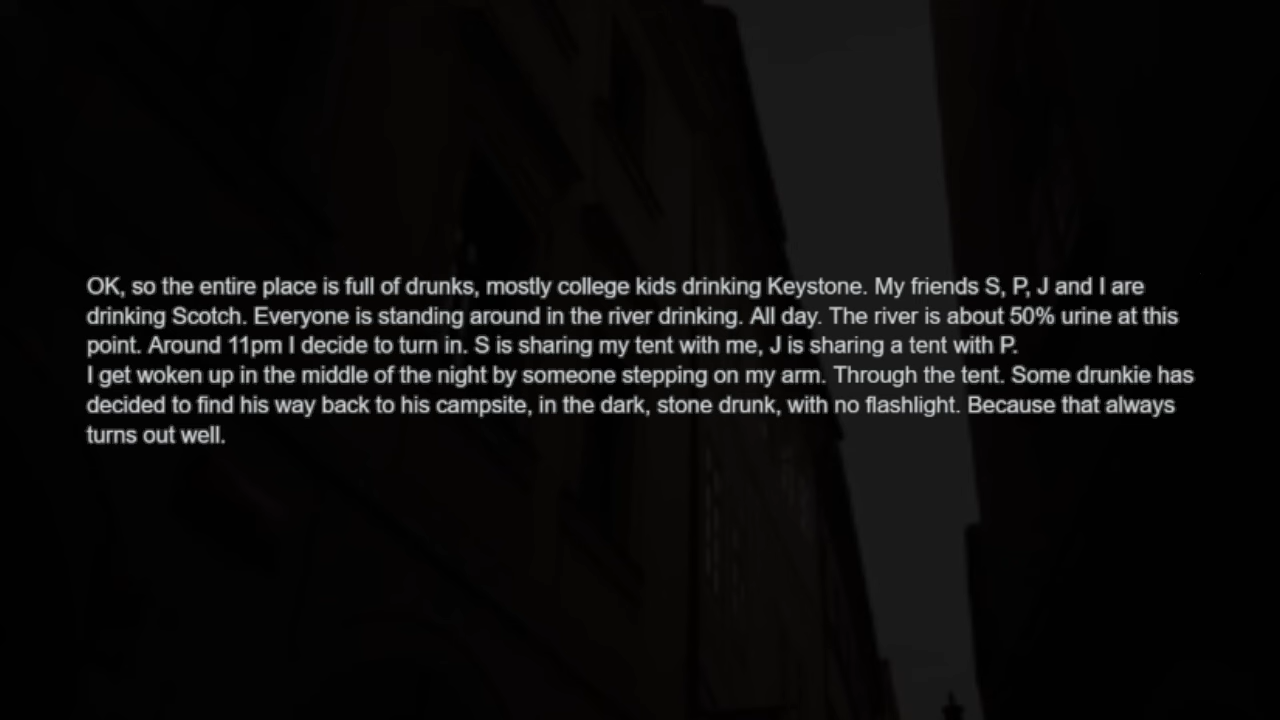 OK, so the entire place is full of drunks, mostly college kids drinking Keystone. My friends S, P, J and I are
drinking Scotch. Everyone is standing around in the river drinking. All day. The river is about 50% urine at this
point. Around 11pm I decide to turn in. S is sharing my tent with me, J is sharing a tent with P.
I get woken up in the middle of the night by someone stepping on my arm. Through the tent. Some drunkie has
decided to find his way back to his campsite, in the dark, stone drunk, with no flashlight. Because that always
turns out well.